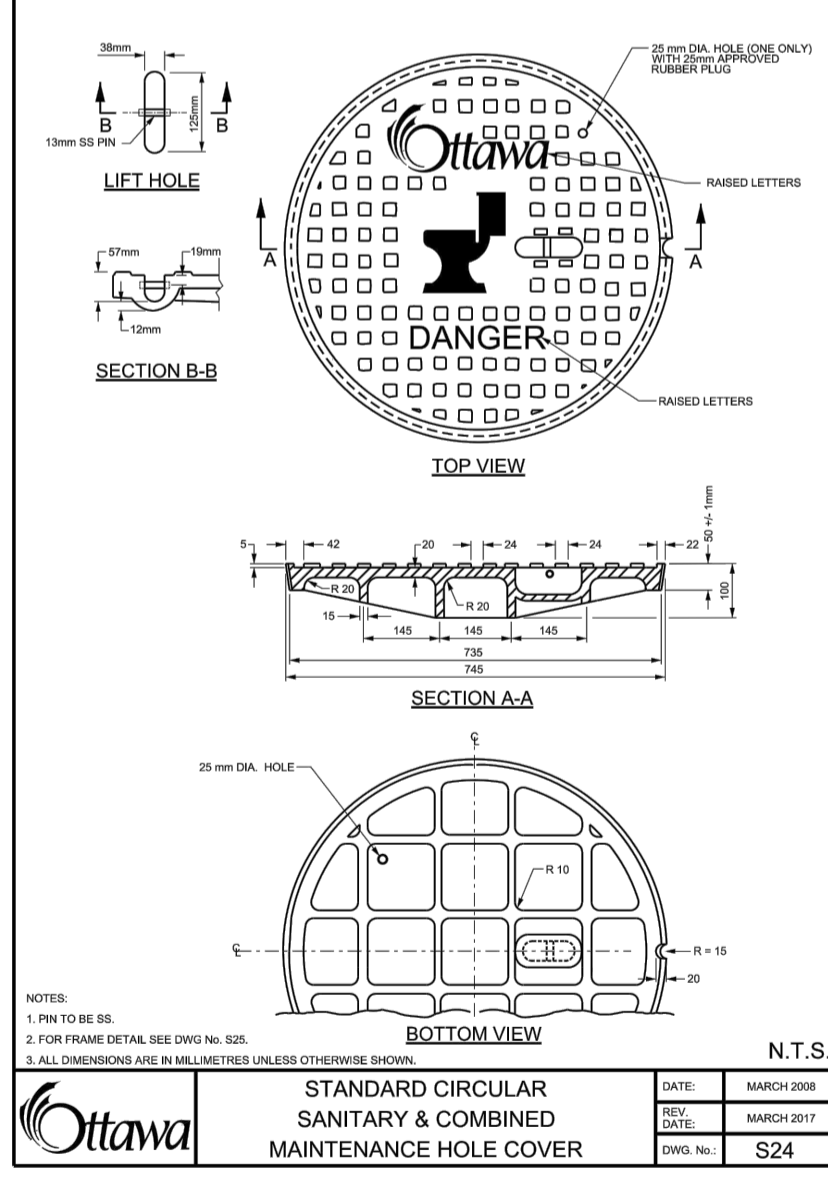 38mm
B
B
125mm
13mm SS PIN
LIFT HOLE
57mm
19mm
12mm
SECTION B-B
25 mm DIA. HOLE (ONE ONLY)
WITH 25mm APPROVED
RUBBER PLUG
Ottawa
RAISED LETTERS
A
A
DANGER
RAISED LETTERS
TOP VIEW
5
42
20
24
24
22
50 +/- 1mm
R 20
R 20
100
15
145
145
145
735
745
SECTION A-A
℄
25 mm DIA. HOLE
R 10
℄
R = 15
20
BOTTOM VIEW
NOTES:
1. PIN TO BE SS.
2. FOR FRAME DETAIL SEE DWG No. S25.
3. ALL DIMENSIONS ARE IN MILLIMETRES UNLESS OTHERWISE SHOWN.
N.T.S.
Ottawa
STANDARD CIRCULAR
SANITARY & COMBINED
MAINTENANCE HOLE COVER
DATE: MARCH 2008
REV.
DATE: MARCH 2017
DWG. No.: S24